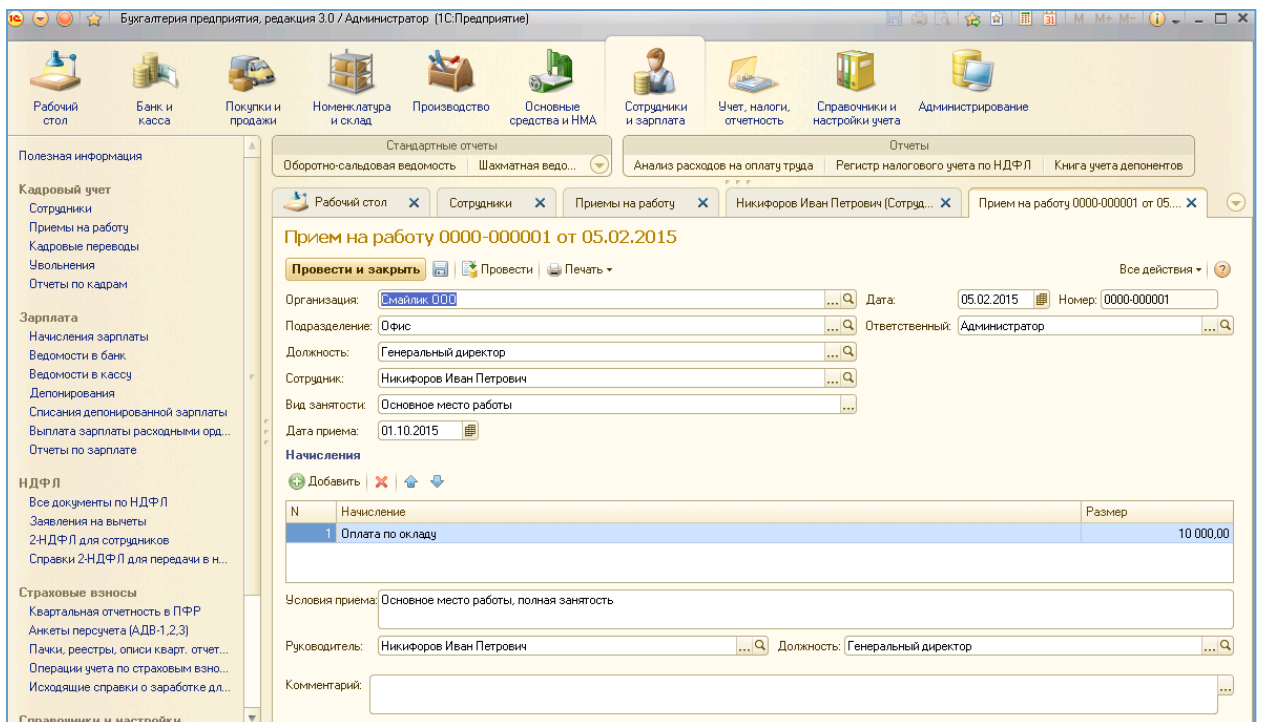 Бухгалтерия предприятия, редакция 3.0 / Администратор (1С:Предприятие)
M M+ M-
Рабочий стол
Банк и касса
Покупки и продажи
Номенклатура и склад
Производство
Основные средства и НМА
Сотрудники и зарплата
Учет, налоги, отчетность
Справочники и настройки учета
Администрирование
Полезная информация
Кадровый учет
Сотрудники
Приемы на работу
Кадровые переводы
Увольнения
Отчеты по кадрам
Зарплата
Начисления зарплаты
Ведомости в банк
Ведомости в кассу
Депонирования
Списания депонированной зарплаты
Выплата зарплаты расходными орд...
Отчеты по зарплате
НДФЛ
Все документы по НДФЛ
Заявления на вычеты
2-НДФЛ для сотрудников
Справки 2-НДФЛ для передачи в н...
Страховые взносы
Квартальная отчетность в ПФР
Анкеты персучета (АДВ-1,2,3)
Пачки, реестры, описи кварт. отчет...
Операции учета по страховым взно...
Исходящие справки о заработке дл...
Справочники и настройки
Стандартные отчеты
Оборотно-сальдовая ведомость Шахматная ведо...
Отчеты
Анализ расходов на оплату труда Регистр налогового учета по НДФЛ Книга учета депонентов
Рабочий стол Сотрудники Приемы на работу Никифоров Иван Петрович (Сотруд... Прием на работу 0000-000001 от 05....
Прием на работу 0000-000001 от 05.02.2015
Провести и закрыть Провести Печать Все действия
Организация: Смайлик ООО Дата: 05.02.2015 Номер: 0000-000001
Подразделение: Офис Ответственный: Администратор
Должность: Генеральный директор
Сотрудник: Никифоров Иван Петрович
Вид занятости: Основное место работы
Дата приема: 01.10.2015
Начисления
Добавить
N Начисление Размер
1 Оплата по окладу 10 000,00
Условия приема: Основное место работы, полная занятость
Руководитель: Никифоров Иван Петрович Должность: Генеральный директор
Комментарий: